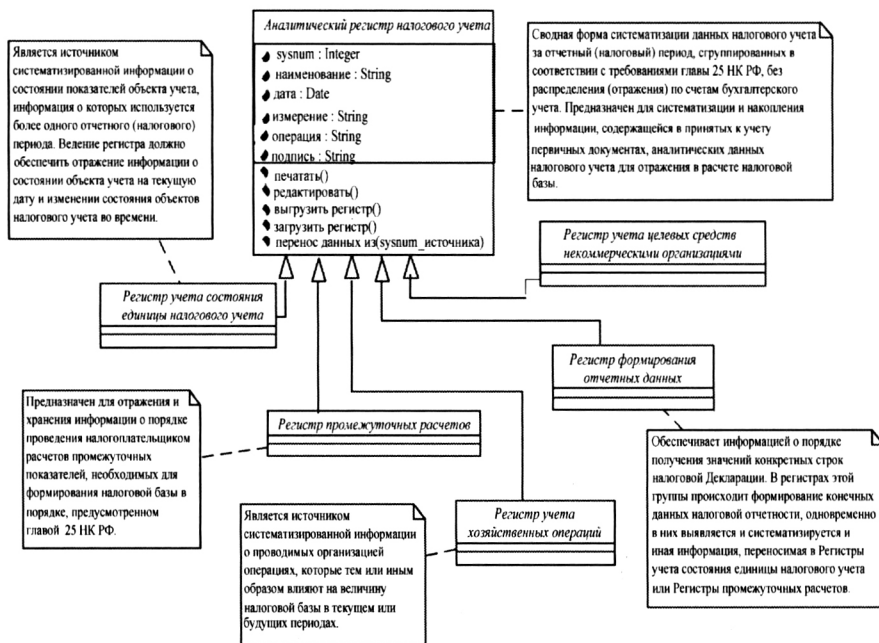 Аналитический регистр налогового учета
sysnum : Integer
наименование : String
дата : Date
измерение : String
операция : String
подпись : String
печатать()
редактировать()
выгрузить регистр()
загрузить регистр()
перенос данных из(sysnum_источника)
Является источником
систематизированной информации о
состоянии показателей объекта учета,
информация о которых используется
более одного отчетного (налогового)
периода. Ведение регистра должно
обеспечить отражение информации о
состоянии объекта учета на текущую
дату и изменении состояния объектов
налогового учета во времени.
Сводная форма систематизации данных налогового учета
за отчетный (налоговый) период, сгруппированных в
соответствии с требованиями главы 25 НК РФ, без
распределения (отражения) по счетам бухгалтерского
учета. Предназначен для систематизации и накопления
информации, содержащейся в принятых к учету
первичных документах, аналитических данных
налогового учета для отражения в расчете налоговой
базы.
Регистр учета целевых средств
некоммерческими организациями
Регистр учета состояния
единицы налогового учета
Регистр формирования
отчетных данных
Предназначен для отражения и
хранения информации о порядке
проведения налогоплательщиком
расчетов промежуточных
показателей, необходимых для
формирования налоговой базы в
порядке, предусмотренном
главой 25 НК РФ.
Регистр промежуточных расчетов
Обеспечивает информацией о порядке
получения значений конкретных строк
налоговой Декларации. В регистрах этой
группы происходит формирование конечных
данных налоговой отчетности, одновременно
в них выявляется и систематизируется и
иная информация, переносимая в Регистры
учета состояния единицы налогового учета
или Регистры промежуточных расчетов.
Является источником
систематизированной информации
о проводимых организацией
операциях, которые тем или иным
образом влияют на величину
налоговой базы в текущем или
будущих периодах.
Регистр учета
хозяйственных операций